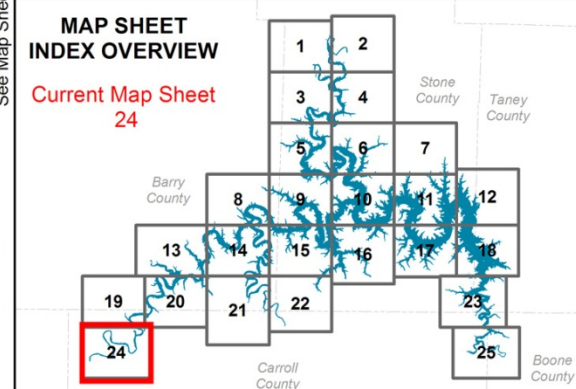 See Map Shee
MAP SHEET
INDEX OVERVIEW
Current Map Sheet
24
1
2
Stone
County
Taney
County
3
4
5
6
7
Barry
County
8
9
10
11
12
13
14
15
16
17
18
19
20
21
22
23
24
25
Carroll
County
Boone
County